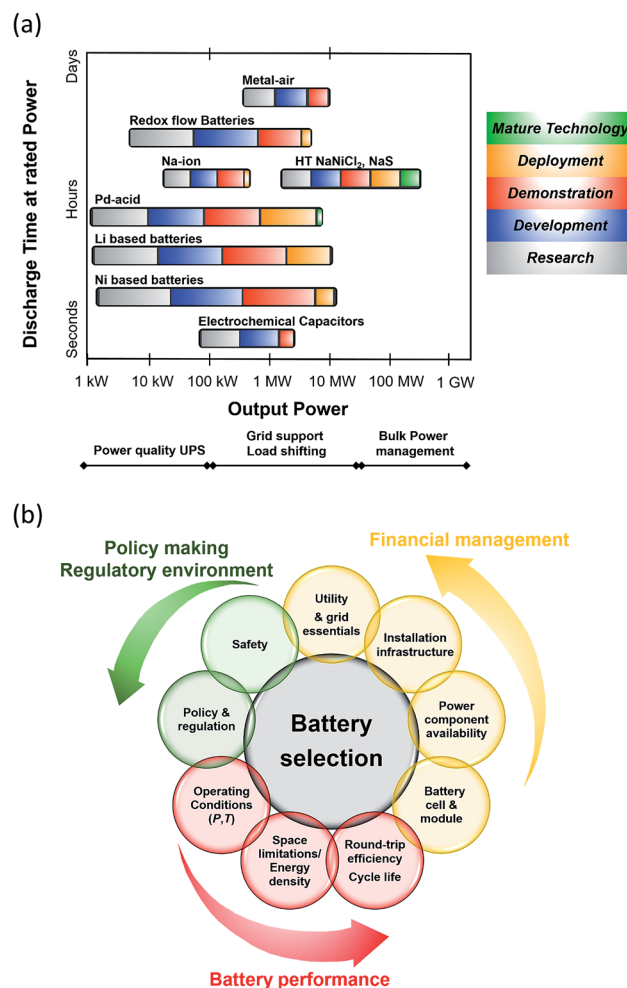 (a)
Discharge Time at rated Power
Days
Hours
Seconds
Metal-air
Redox flow Batteries
Na-ion
HT NaNiCl₂, NaS
Pd-acid
Li based batteries
Ni based batteries
Electrochemical Capacitors
1 kW 10 kW 100 kW 1 MW 10 MW 100 MW 1 GW
Output Power
Mature Technology
Deployment
Demonstration
Development
Research
Power quality UPS
Grid support
Load shifting
Bulk Power
management
(b)
Policy making
Regulatory environment
Financial management
Utility
& grid
essentials
Safety
Installation
infrastructure
Policy &
regulation
Power
component
availability
Battery
selection
Operating
Conditions
(P,T)
Battery
cell &
module
Space
limitations/
Energy
density
Round-trip
efficiency
Cycle life
Battery performance